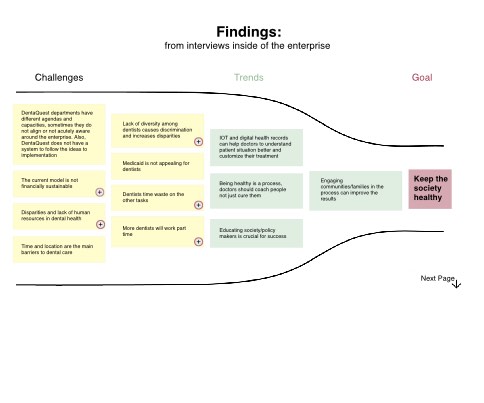 Findings:
from interviews inside of the enterprise
Challenges
Trends
Goal
DentaQuest departments have
different agendas and
capacities, sometimes they do
not align or not acutely aware
around the enterprise. Also,
DentaQuest does not have a
system to follow the ideas to
implementation
The current model is not
financially sustainable
Disparities and lack of human
resources in dental health
Time and location are the main
barriers to dental care
Lack of diversity among
dentists causes discrimination
and increases disparities
Medicaid is not appealing for
dentists
Dentists time waste on the
other tasks
More dentists will work part
time
IOT and digital health records
can help doctors to understand
patient situation better and
customize their treatment
Being healthy is a process,
doctors should coach people
not just cure them
Educating society/policy
makers is crucial for success
Engaging
communities/families in the
process can improve the
results
Keep the
society
healthy
Next Page